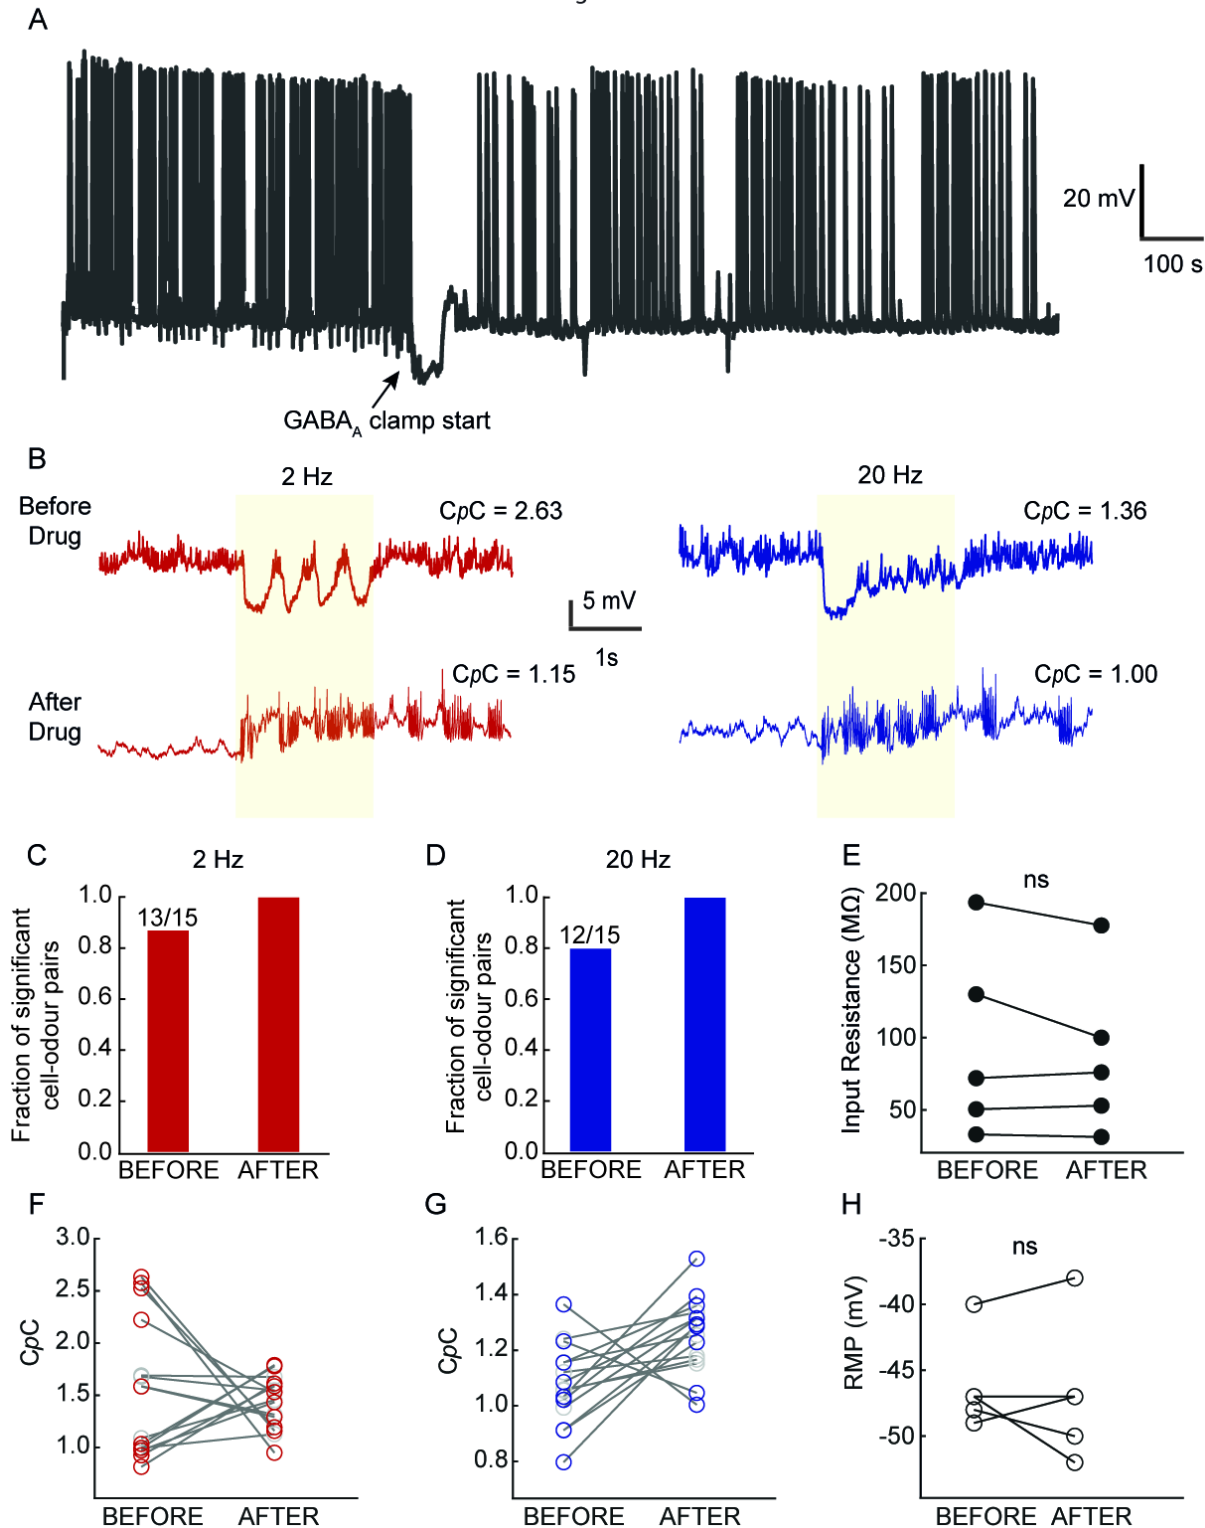 A
20 mV
100 s
GABAA clamp start
B
2 Hz
20 Hz
Before
Drug
CpC = 2.63
CpC = 1.36
5 mV
1s
After
Drug
CpC = 1.15
CpC = 1.00
C
2 Hz
Fraction of significant
cell-odour pairs
1.0
0.8
0.6
0.4
0.2
0.0
13/15
BEFORE
AFTER
D
20 Hz
Fraction of significant
cell-odour pairs
1.0
0.8
0.6
0.4
0.2
0.0
12/15
BEFORE
AFTER
E
ns
Input Resistance (MΩ)
200
150
100
50
BEFORE
AFTER
F
CpC
3.0
2.5
2.0
1.5
1.0
BEFORE
AFTER
G
CpC
1.6
1.4
1.2
1.0
0.8
BEFORE
AFTER
H
ns
RMP (mV)
-35
-40
-45
-50
BEFORE
AFTER